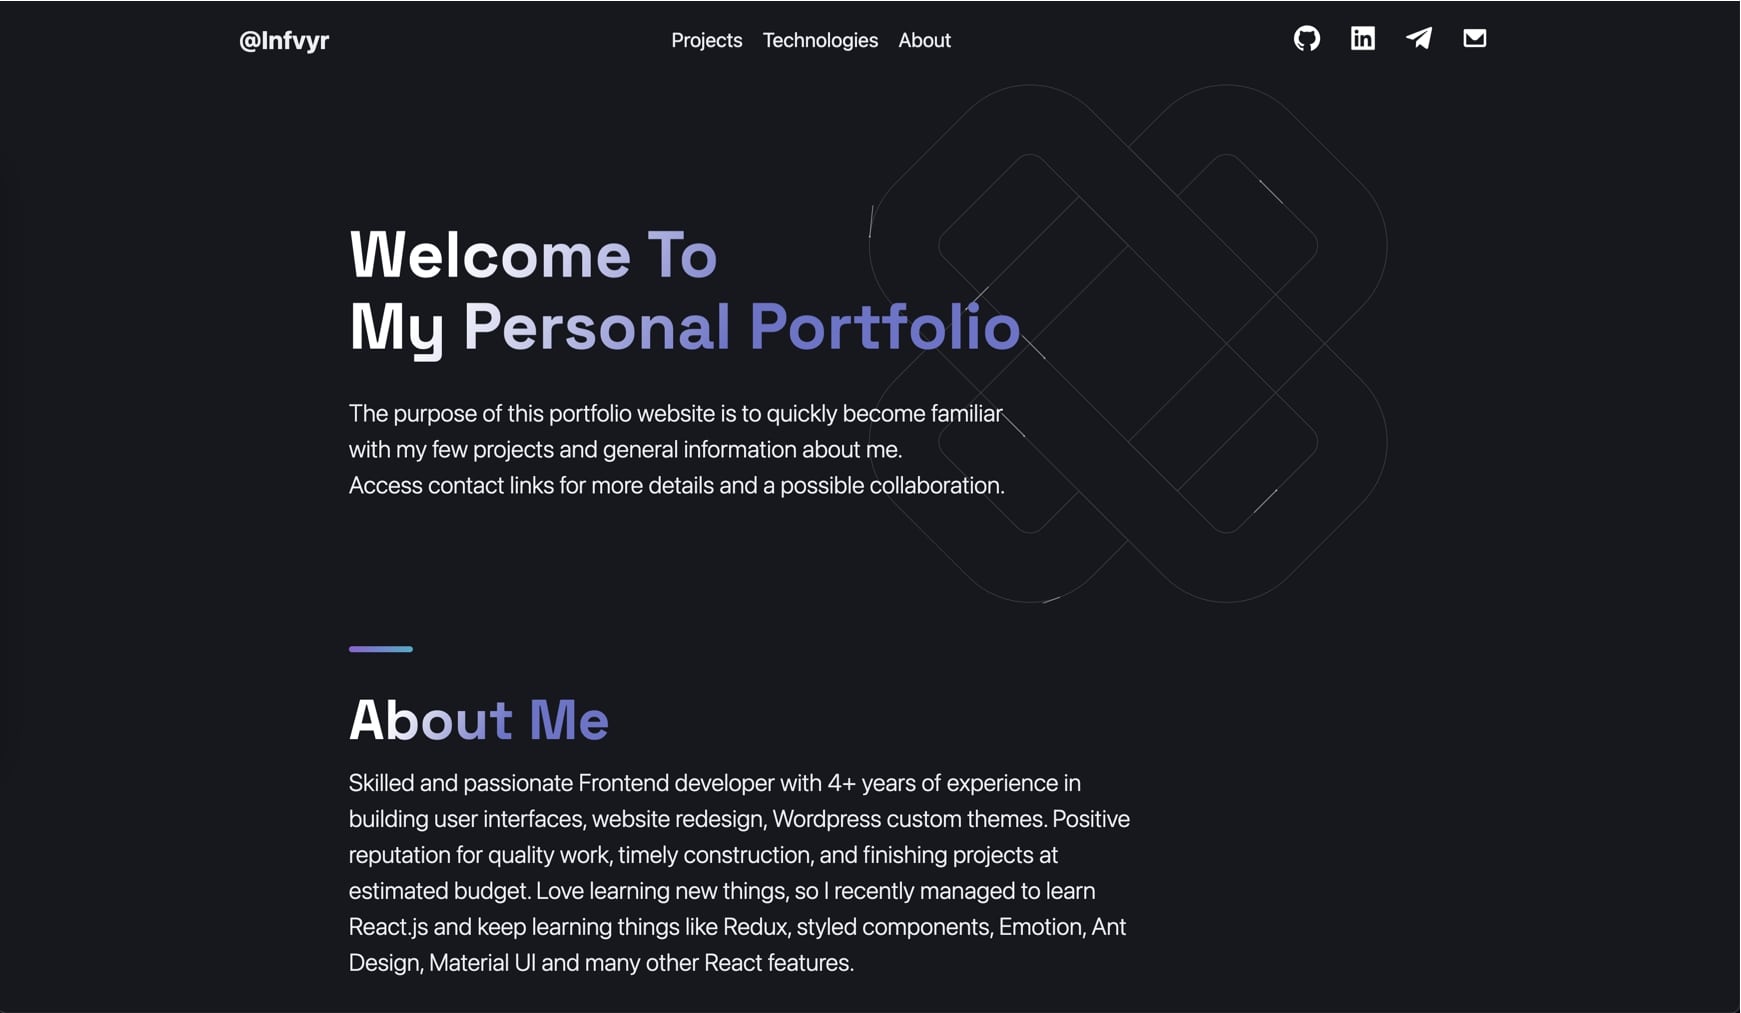 @Infvyr
Projects Technologies About
Welcome To
My Personal Portfolio
The purpose of this portfolio website is to quickly become familiar
with my few projects and general information about me.
Access contact links for more details and a possible collaboration.
About Me
Skilled and passionate Frontend developer with 4+ years of experience in
building user interfaces, website redesign, Wordpress custom themes. Positive
reputation for quality work, timely construction, and finishing projects at
estimated budget. Love learning new things, so I recently managed to learn
React.js and keep learning things like Redux, styled components, Emotion, Ant
Design, Material UI and many other React features.